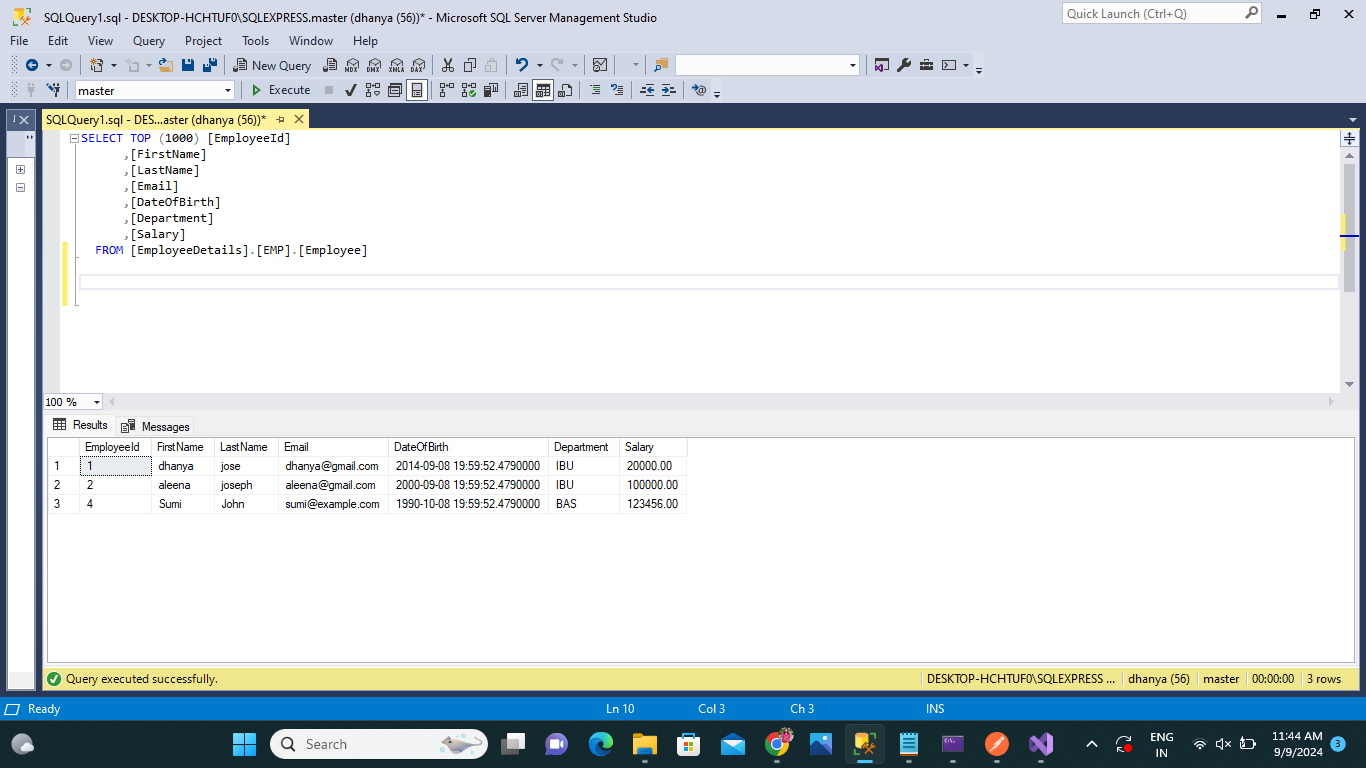 SQLQuery1.sql - DESKTOP-HCHTUF0\SQLEXPRESS.master (dhanya (56))* - Microsoft SQL Server Management Studio
Quick Launch (Ctrl+Q)
File Edit View Query Project Tools Window Help
New Query MDX DMX XMLA DAX
master Execute
SQLQuery1.sql - DES...aster (dhanya (56))*
SELECT TOP (1000) [EmployeeId]
,[FirstName]
,[LastName]
,[Email]
,[DateOfBirth]
,[Department]
,[Salary]
FROM [EmployeeDetails].[EMP].[Employee]
100 %
Results Messages
EmployeeId FirstName LastName Email DateOfBirth Department Salary
1 1 dhanya jose dhanya@gmail.com 2014-09-08 19:59:52.4790000 IBU 20000.00
2 2 aleena joseph aleena@gmail.com 2000-09-08 19:59:52.4790000 IBU 100000.00
3 4 Sumi John sumi@example.com 1990-10-08 19:59:52.4790000 BAS 123456.00
Query executed successfully. DESKTOP-HCHTUF0\SQLEXPRESS ... dhanya (56) master 00:00:00 3 rows
Ready Ln 10 Col 3 Ch 3 INS
Search ENG 11:44 AM
IN 9/9/2024 3